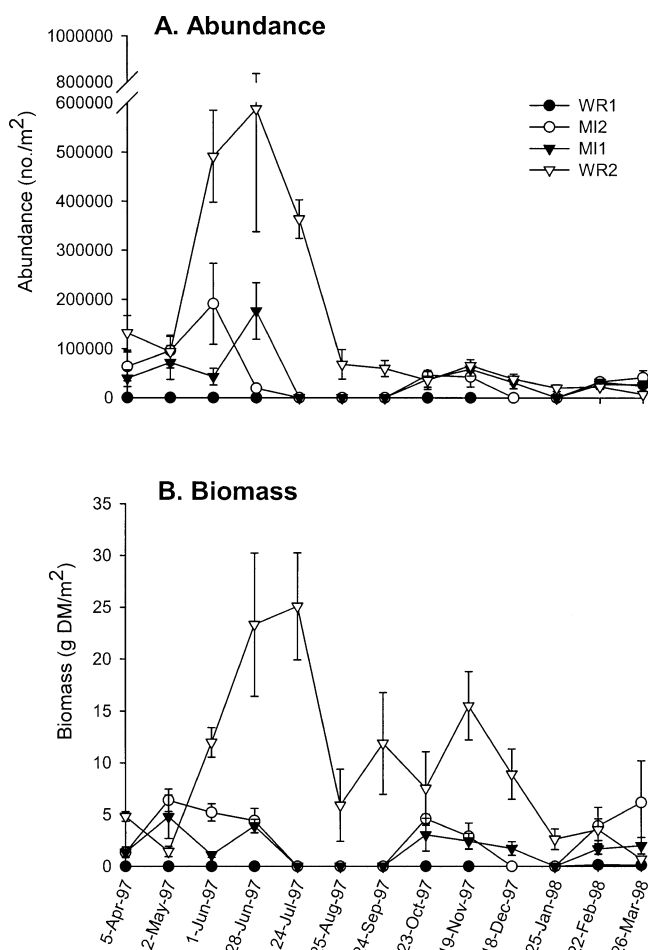 A. Abundance
1000000
800000
600000
500000
400000
300000
200000
100000
0
Abundance (no./m²)
WR1
MI2
MI1
WR2
B. Biomass
35
30
25
20
15
10
5
0
Biomass (g DM/m²)
5-Apr-97
2-May-97
1-Jun-97
28-Jun-97
24-Jul-97
25-Aug-97
24-Sep-97
23-Oct-97
19-Nov-97
18-Dec-97
25-Jan-98
22-Feb-98
26-Mar-98